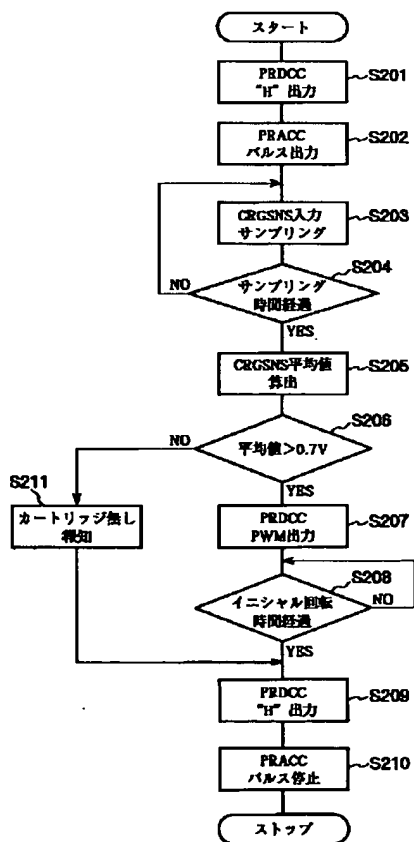 スタート
PRDCC
"H" 出力
S201
PRACC
パルス出力
S202
CRGSNS入力
サンプリング
S203
サンプリング
時間経過
S204
NO
YES
CRGSNS平均値
算出
S205
平均値>0.7V
S206
NO
YES
カートリッジ無し
報知
S211
PRDCC
PWM出力
S207
イニシャル回転
時間経過
S208
NO
YES
PRDCC
"H" 出力
S209
PRACC
パルス停止
S210
ストップ